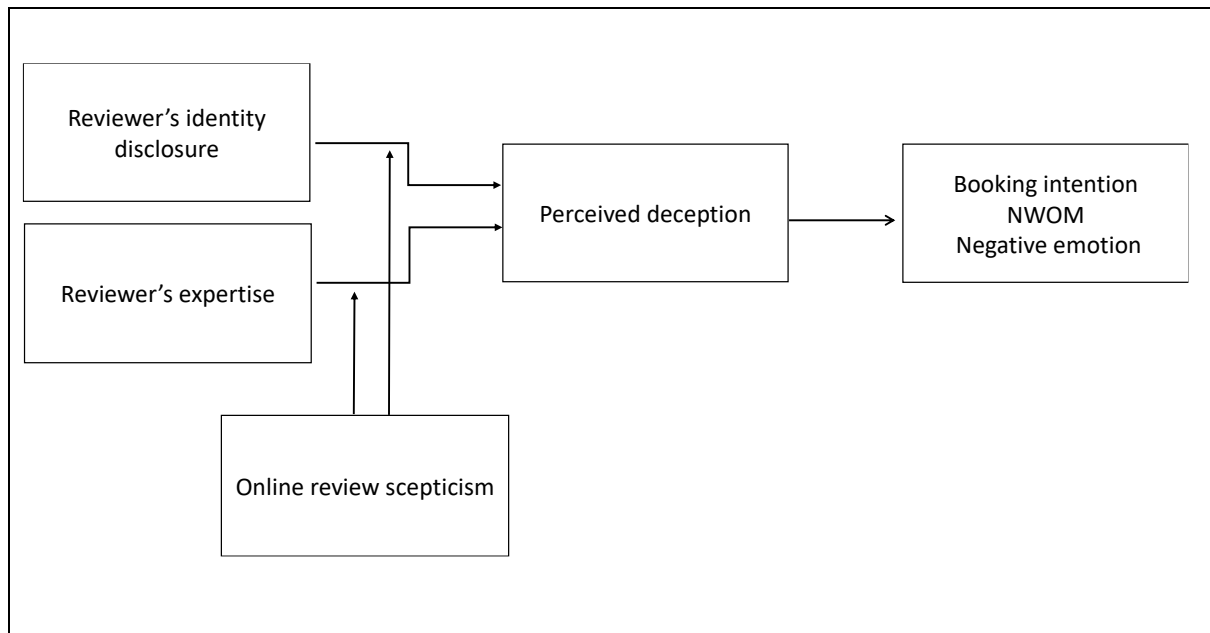 Reviewer’s identity
disclosure
Reviewer’s expertise
Online review scepticism
Perceived deception
Booking intention
NWOM
Negative emotion